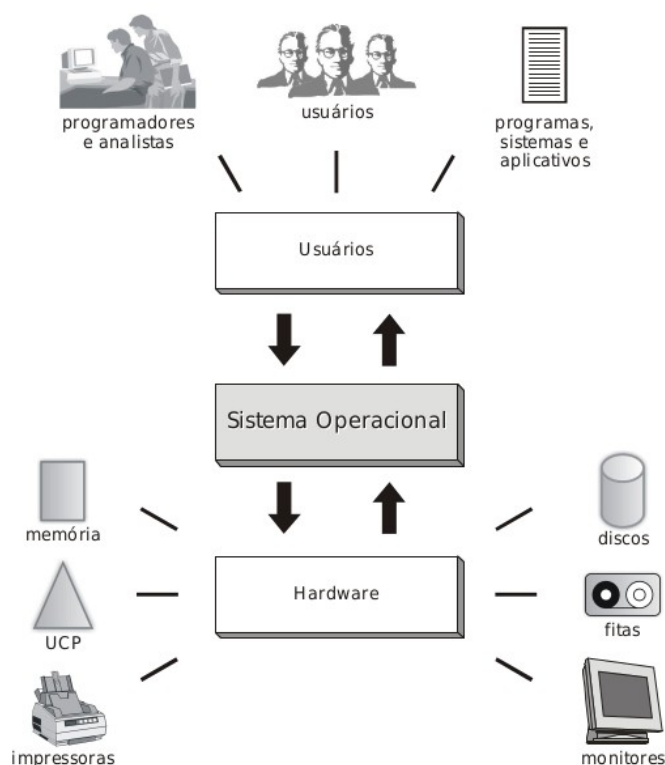 programadores
e analistas
usuários
programas,
sistemas e
aplicativos
Usuários
Sistema Operacional
memória
discos
Hardware
UCP
fitas
impressoras
monitores